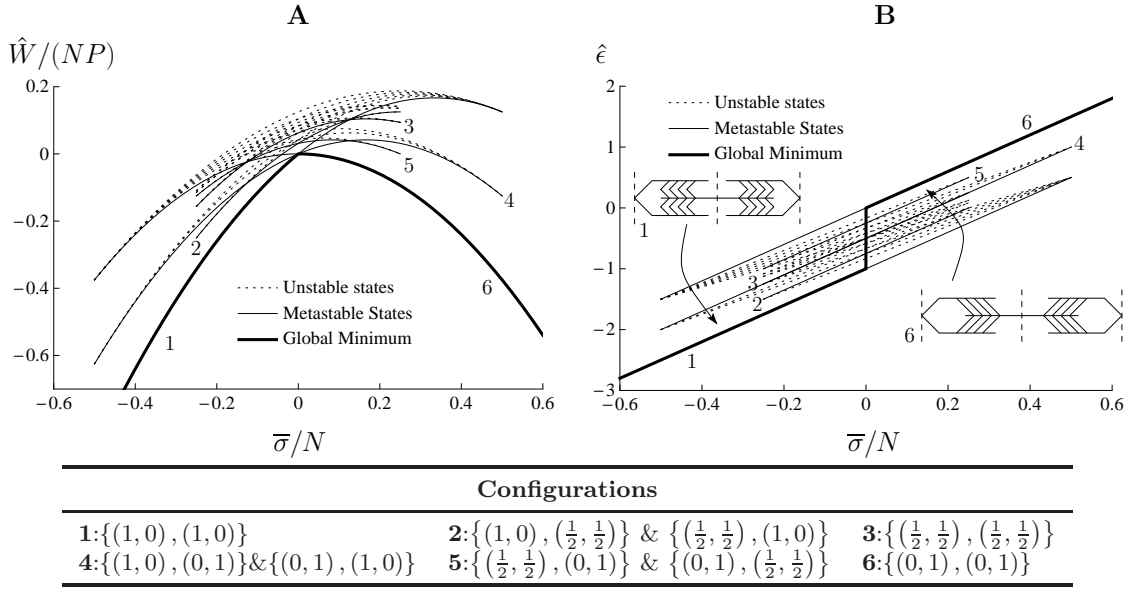 A
B
Ŵ/(NP)
ϵ̂
0.2
0
−0.2
−0.4
−0.6
−0.6 −0.4 −0.2 0 0.2 0.4 0.6
σ̅/N
3
5
4
2
1
6
Unstable states
Metastable States
Global Minimum
2
1
0
−1
−2
−3
−0.6 −0.4 −0.2 0 0.2 0.4 0.6
σ̅/N
Unstable states
Metastable States
Global Minimum
6
4
5
1
3
2
6
1
Configurations
1:{(1, 0) , (1, 0)} 2:{(1, 0) , (1/2, 1/2)} & {(1/2, 1/2) , (1, 0)} 3:{(1/2, 1/2) , (1/2, 1/2)}
4:{(1, 0) , (0, 1)}&{(0, 1) , (1, 0)} 5:{(1/2, 1/2) , (0, 1)} & {(0, 1) , (1/2, 1/2)} 6:{(0, 1) , (0, 1)}